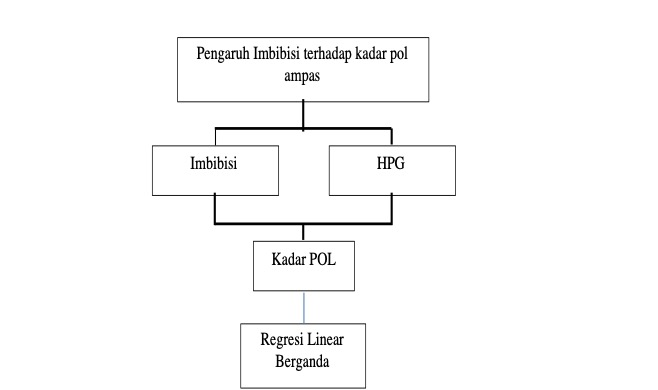 Pengaruh Imbibisi terhadap kadar pol
ampas
Imbibisi
HPG
Kadar POL
Regresi Linear
Berganda